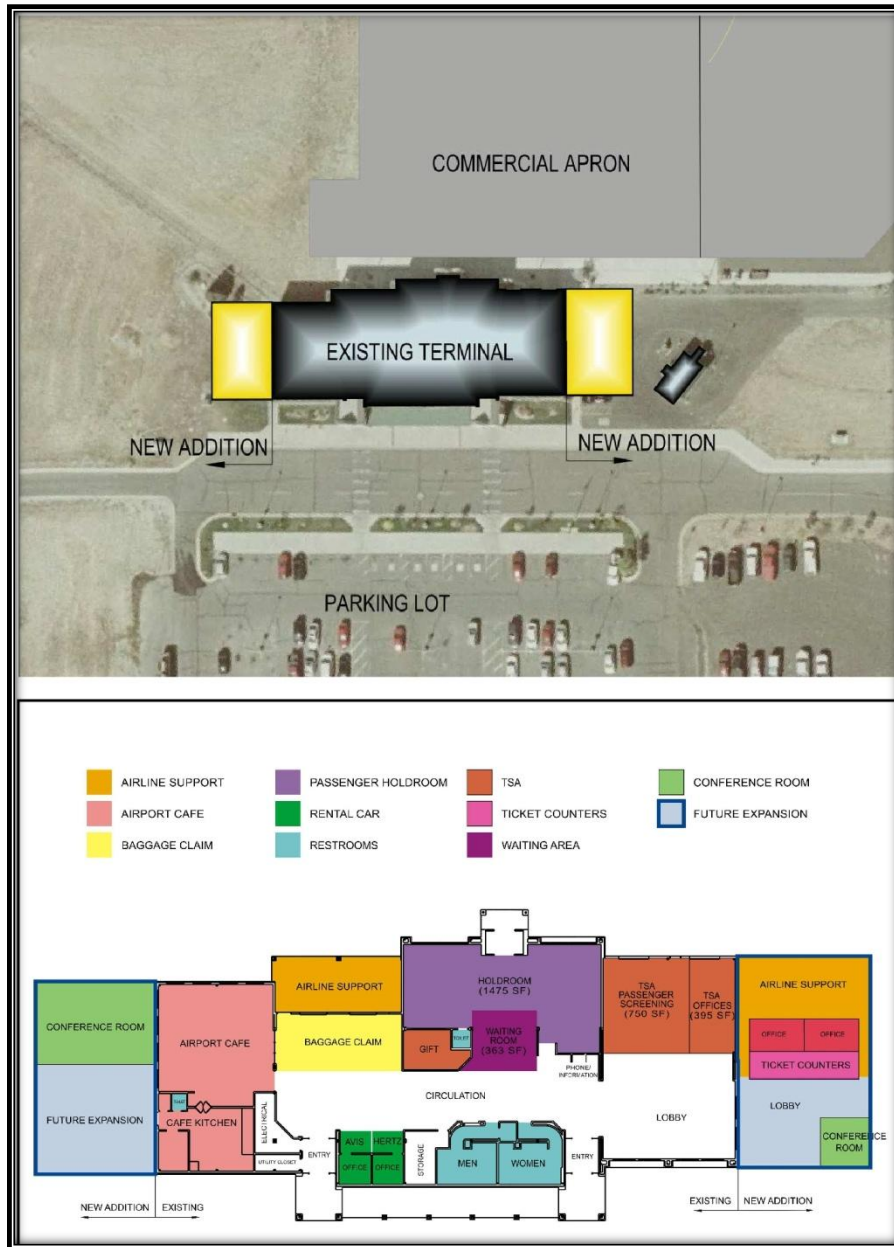 COMMERCIAL APRON
EXISTING TERMINAL
NEW ADDITION
NEW ADDITION
PARKING LOT
AIRLINE SUPPORT
PASSENGER HOLDROOM
TSA
CONFERENCE ROOM
AIRPORT CAFE
RENTAL CAR
TICKET COUNTERS
FUTURE EXPANSION
BAGGAGE CLAIM
RESTROOMS
WAITING AREA
CONFERENCE ROOM
FUTURE EXPANSION
AIRPORT CAFE
CAFE KITCHEN
ELECTRICAL
UTILITY CLOSET
AIRLINE SUPPORT
BAGGAGE CLAIM
HOLDROOM
(1475 SF)
GIFT
TOILET
WAITING
ROOM
(363 SF)
PHONE/
INFORMATION
CIRCULATION
TSA
PASSENGER
SCREENING
(750 SF)
TSA
OFFICES
(395 SF)
AIRLINE SUPPORT
OFFICE
OFFICE
TICKET COUNTERS
LOBBY
LOBBY
CONFERENCE
ROOM
ENTRY
AVIS
HERTZ
OFFICE
OFFICE
STORAGE
MEN
WOMEN
ENTRY
NEW ADDITION
EXISTING
EXISTING
NEW ADDITION